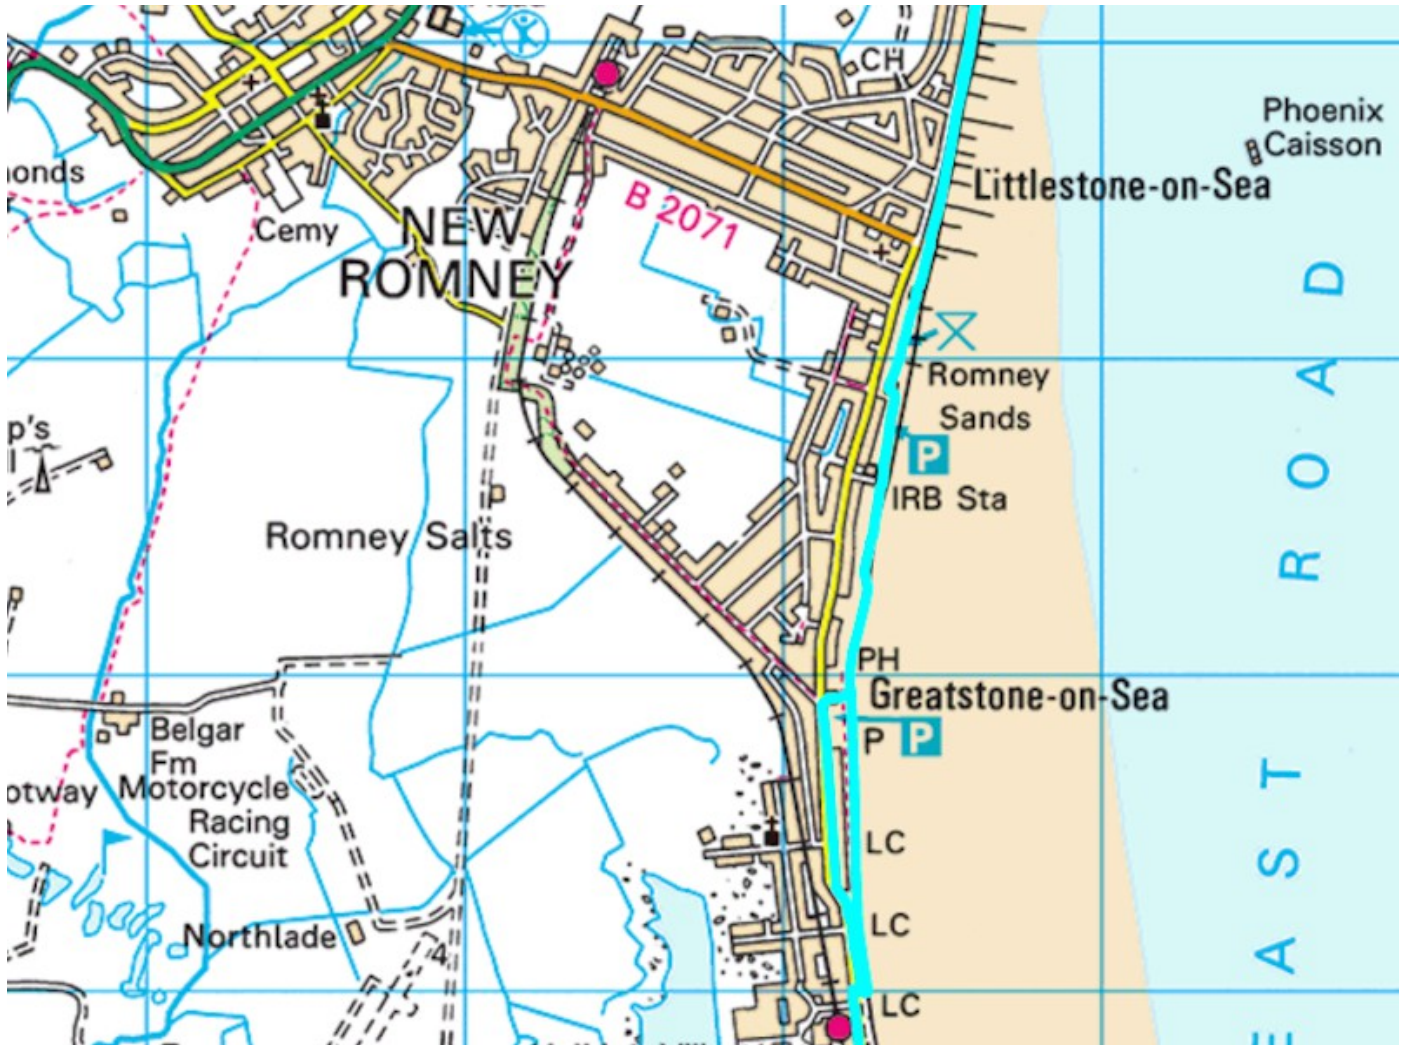 CH
Phoenix
Caisson
onds
Littlestone-on-Sea
B 2071
Cemy
NEW
ROMNEY
Romney
Sands
P
p's
IRB Sta
Romney Salts
PH
Greatstone-on-Sea
P P
Belgar
Fm
otway
Motorcycle
Racing
Circuit
LC
LC
Northlade
LC
EAST ROAD